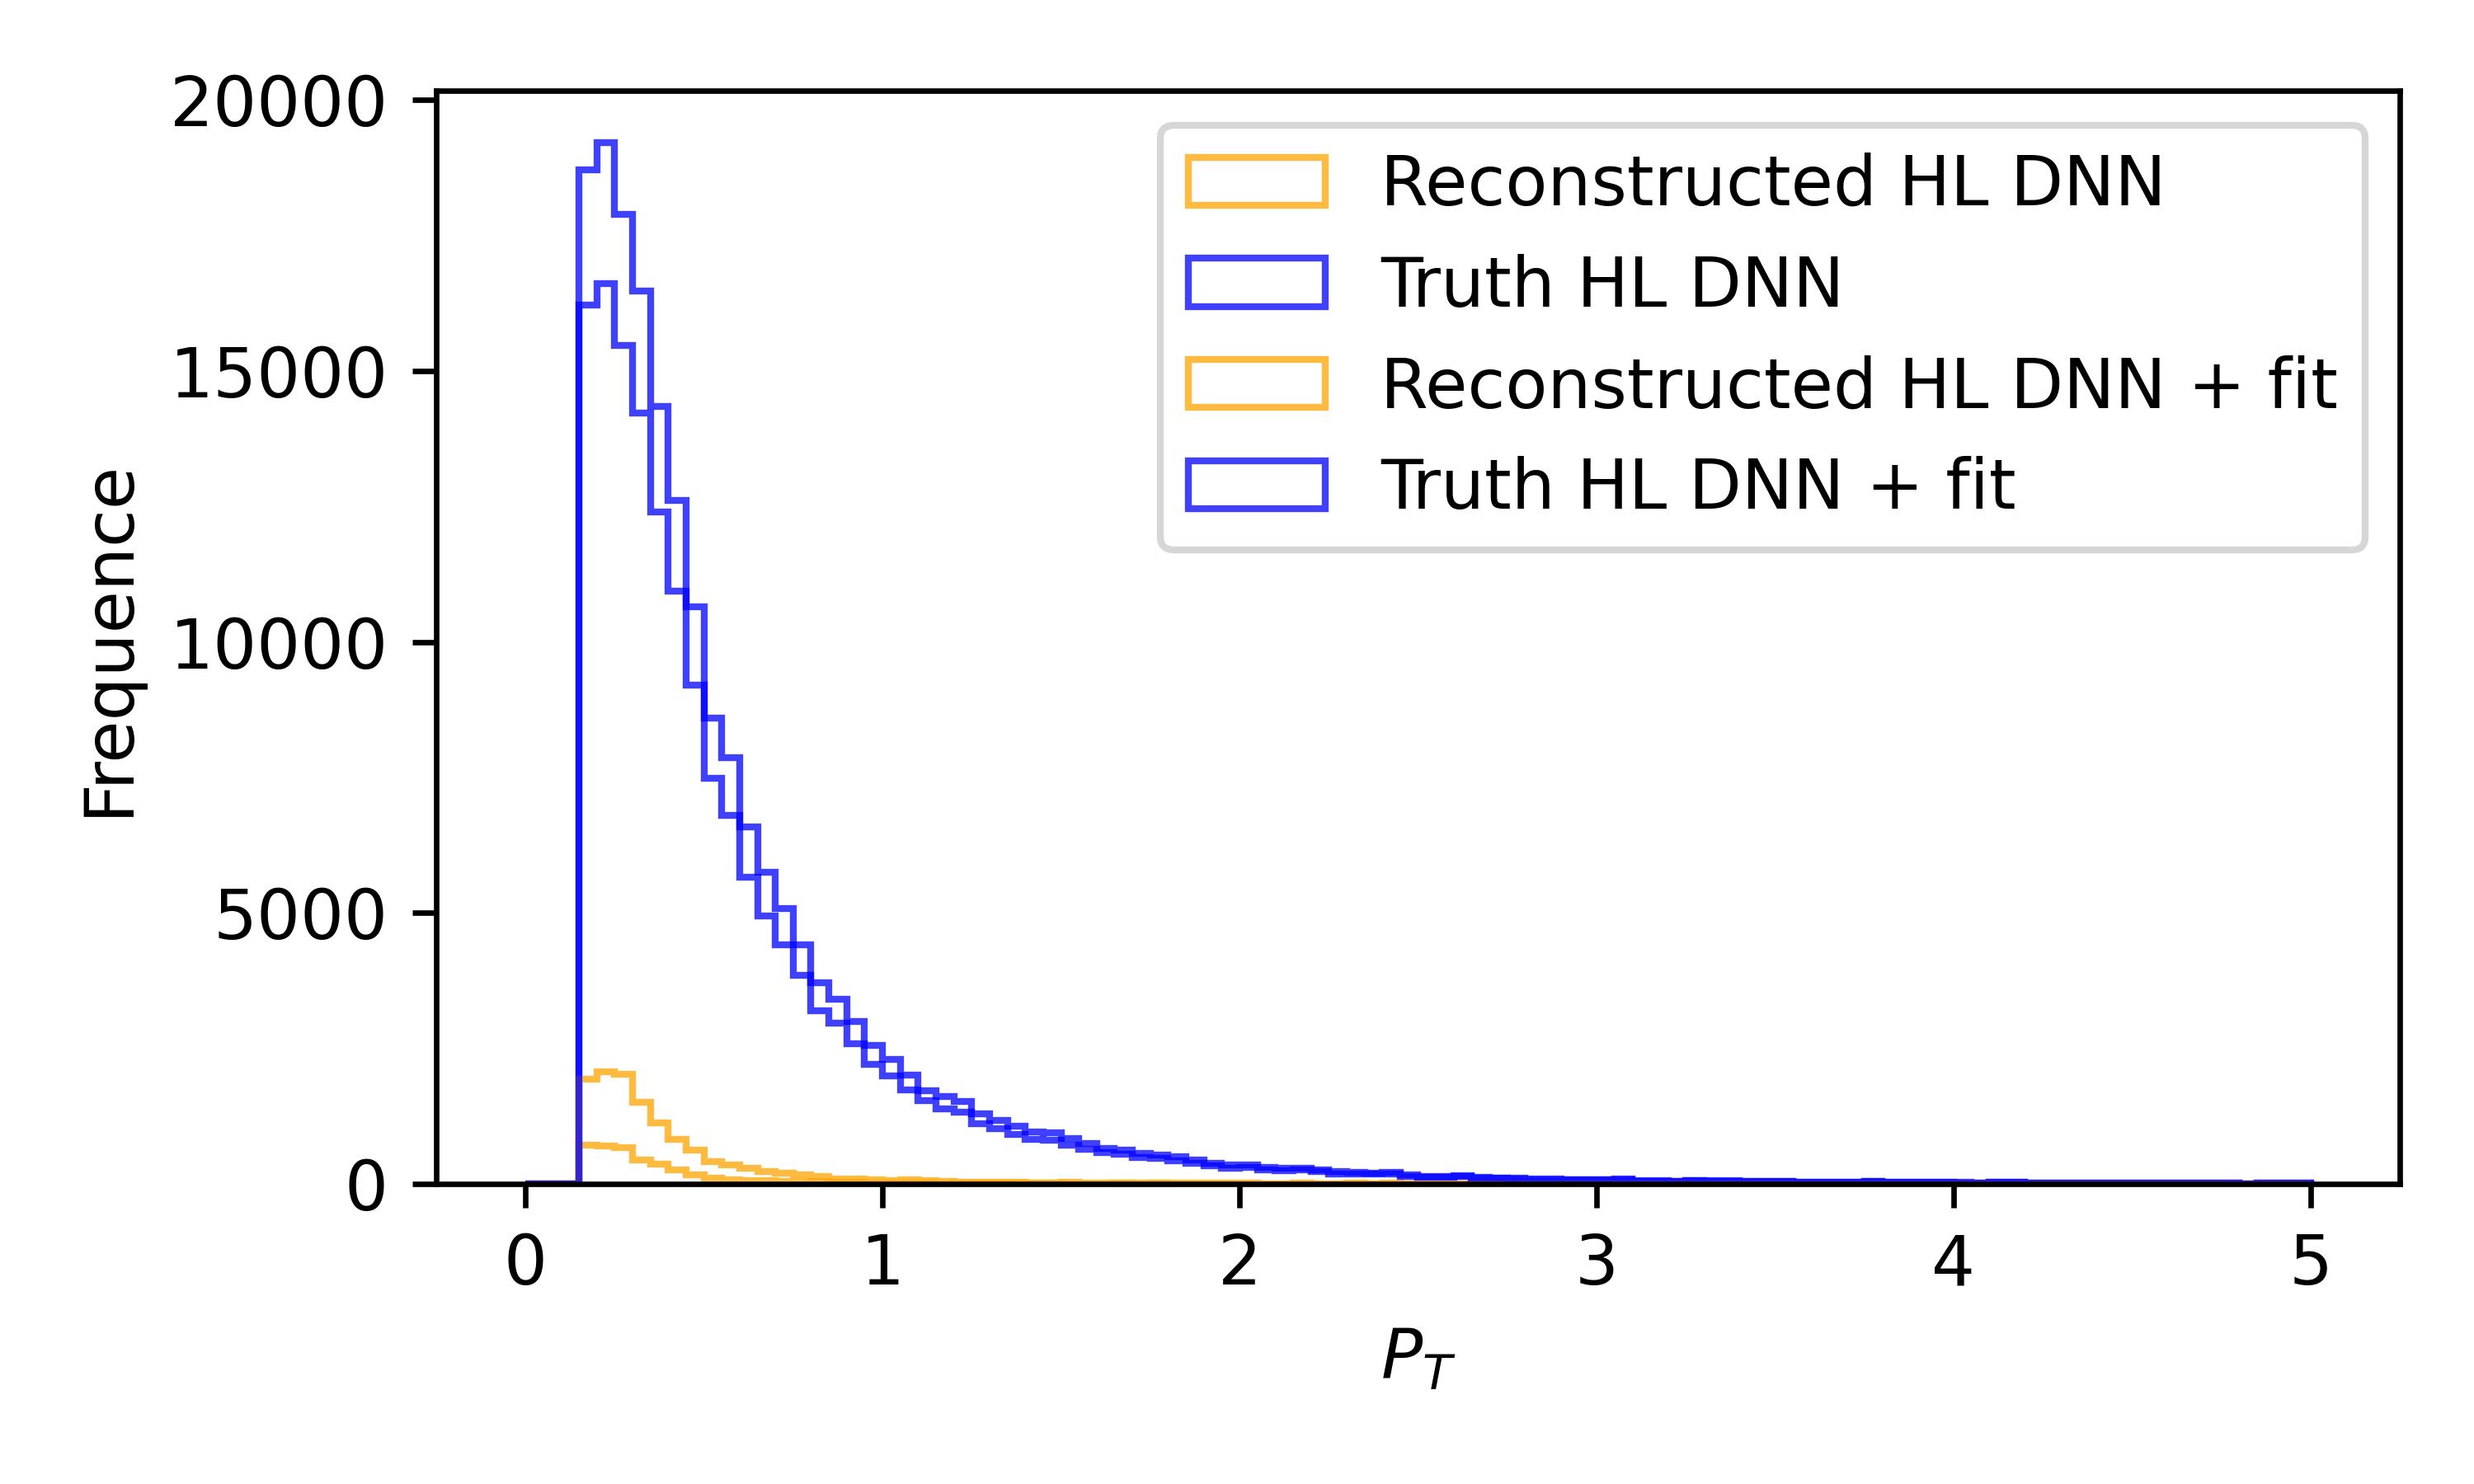 20000
15000
10000
5000
0
Frequence
Reconstructed HL DNN
Truth HL DNN
Reconstructed HL DNN + fit
Truth HL DNN + fit
0 1 2 3 4 5
P_T